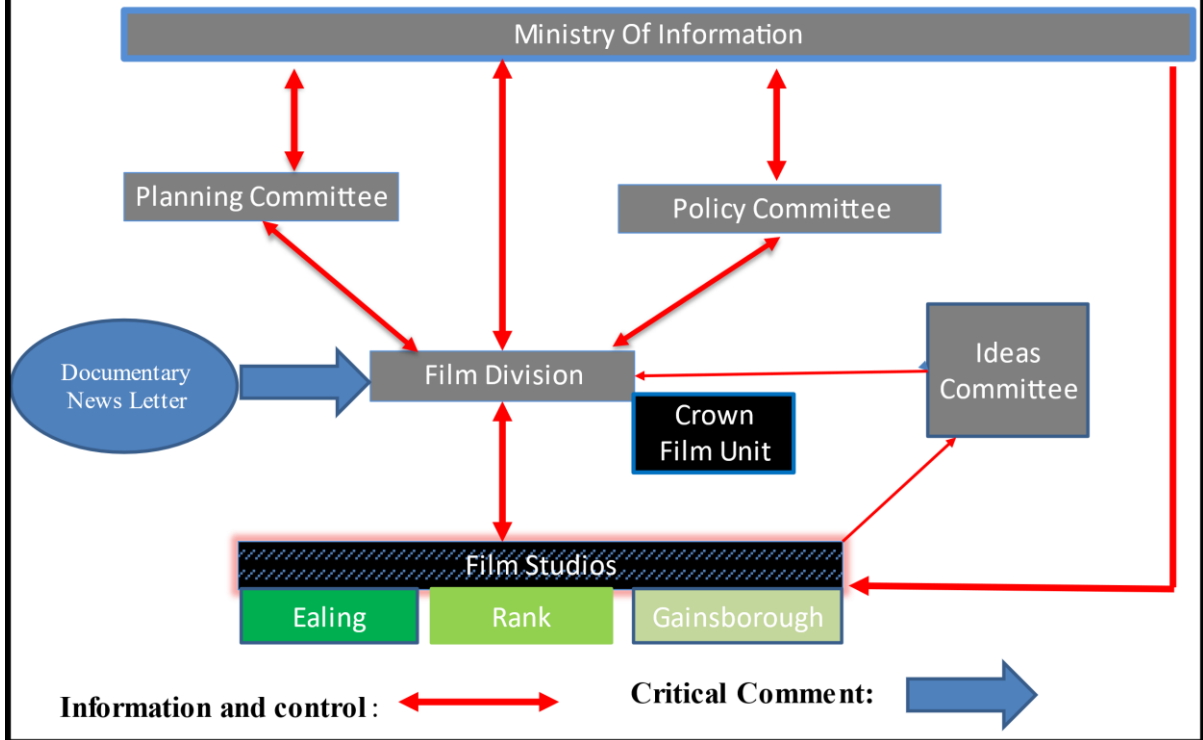 Ministry Of Information
Planning Committee
Policy Committee
Documentary
News Letter
Film Division
Ideas
Committee
Crown
Film Unit
Film Studios
Ealing
Rank
Gainsborough
Information and control :
Critical Comment: